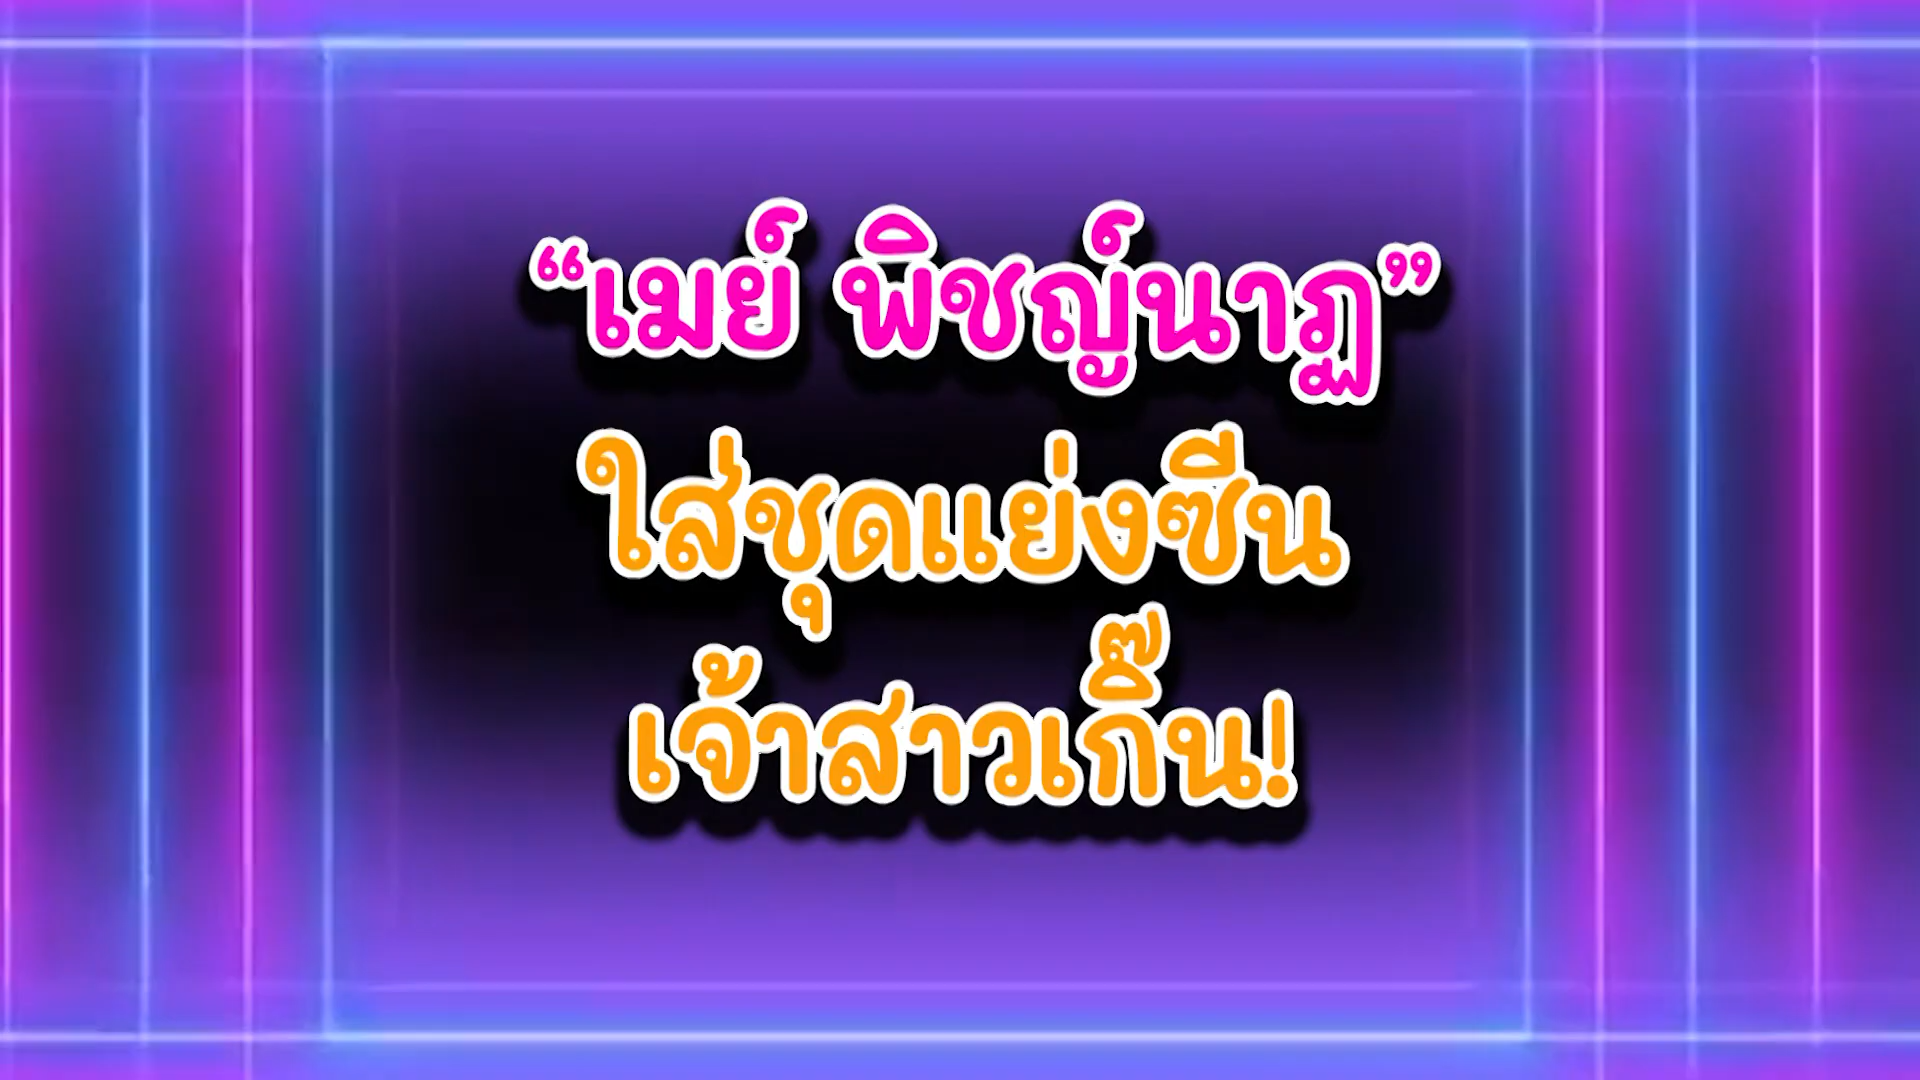 “เมย์ พิชญ์นาฏ”
ใส่ชุดแย่งซีน
เจ้าสาวเกิ๊น!